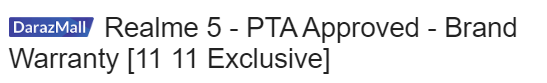 DarazMall Realme 5 - PTA Approved - Brand
Warranty [11 11 Exclusive]